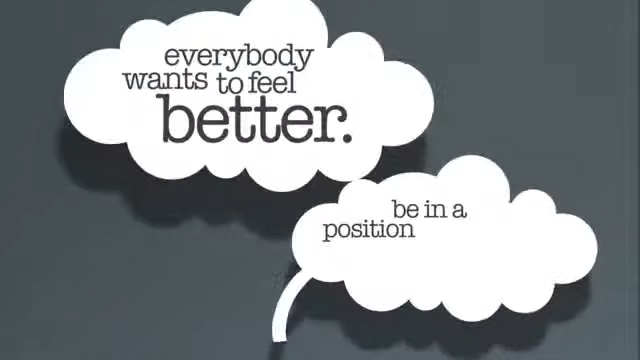 everybody
wants to feel
better.
be in a
position